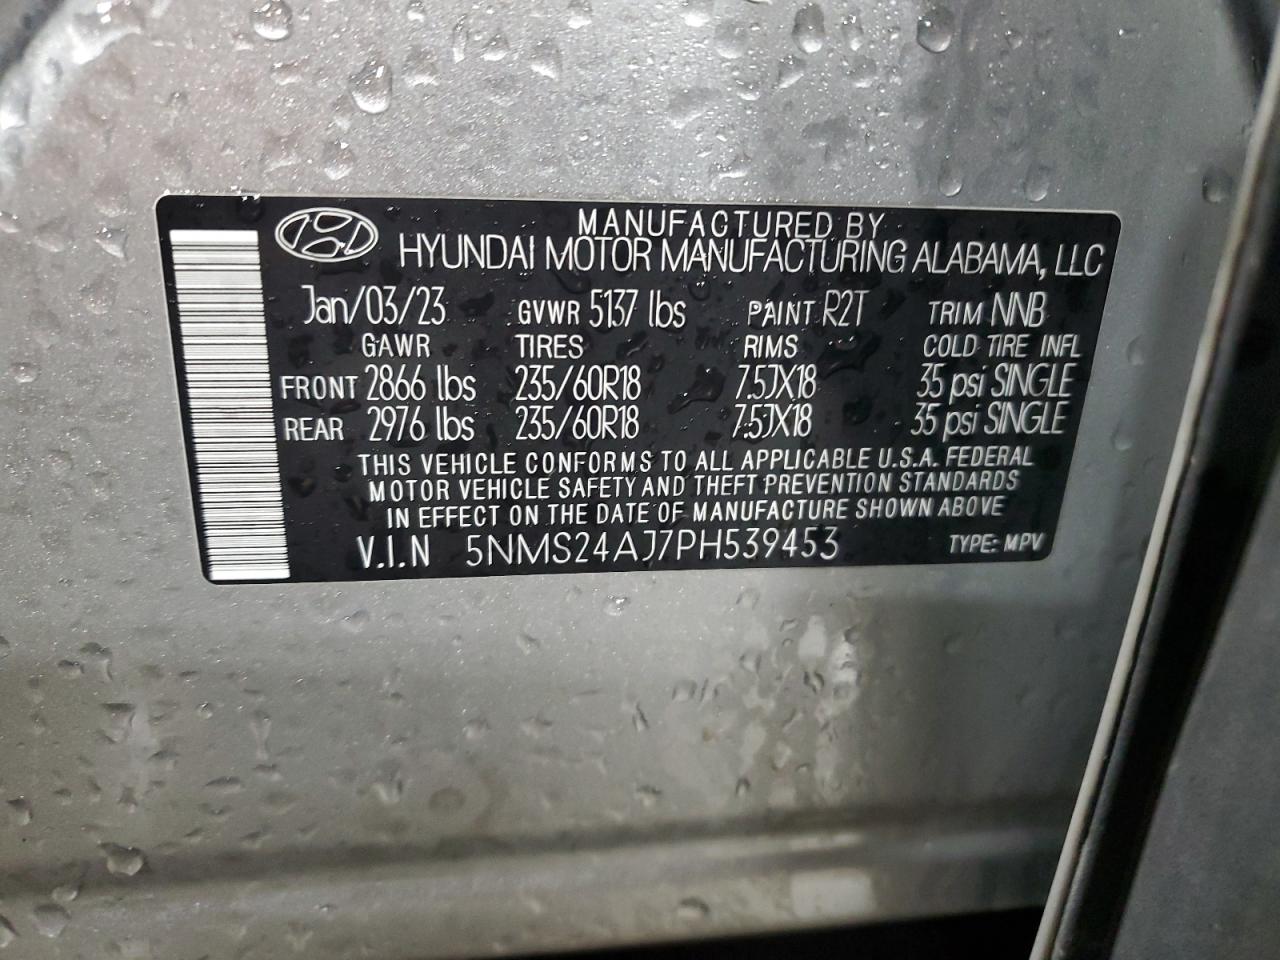 MANUFACTURED BY
HYUNDAI MOTOR MANUFACTURING ALABAMA, LLC
Jan/03/23 GVWR 5137 lbs PAINT R2T TRIM NNB
GAWR TIRES RIMS COLD TIRE INFL
FRONT 2866 lbs 235/60R18 7.5JX18 35 psi SINGLE
REAR 2976 lbs 235/60R18 7.5JX18 35 psi SINGLE
THIS VEHICLE CONFORMS TO ALL APPLICABLE U.S.A. FEDERAL
MOTOR VEHICLE SAFETY AND THEFT PREVENTION STANDARDS
IN EFFECT ON THE DATE OF MANUFACTURE SHOWN ABOVE
V.I.N 5NMS24AJ7PH539453 TYPE: MPV